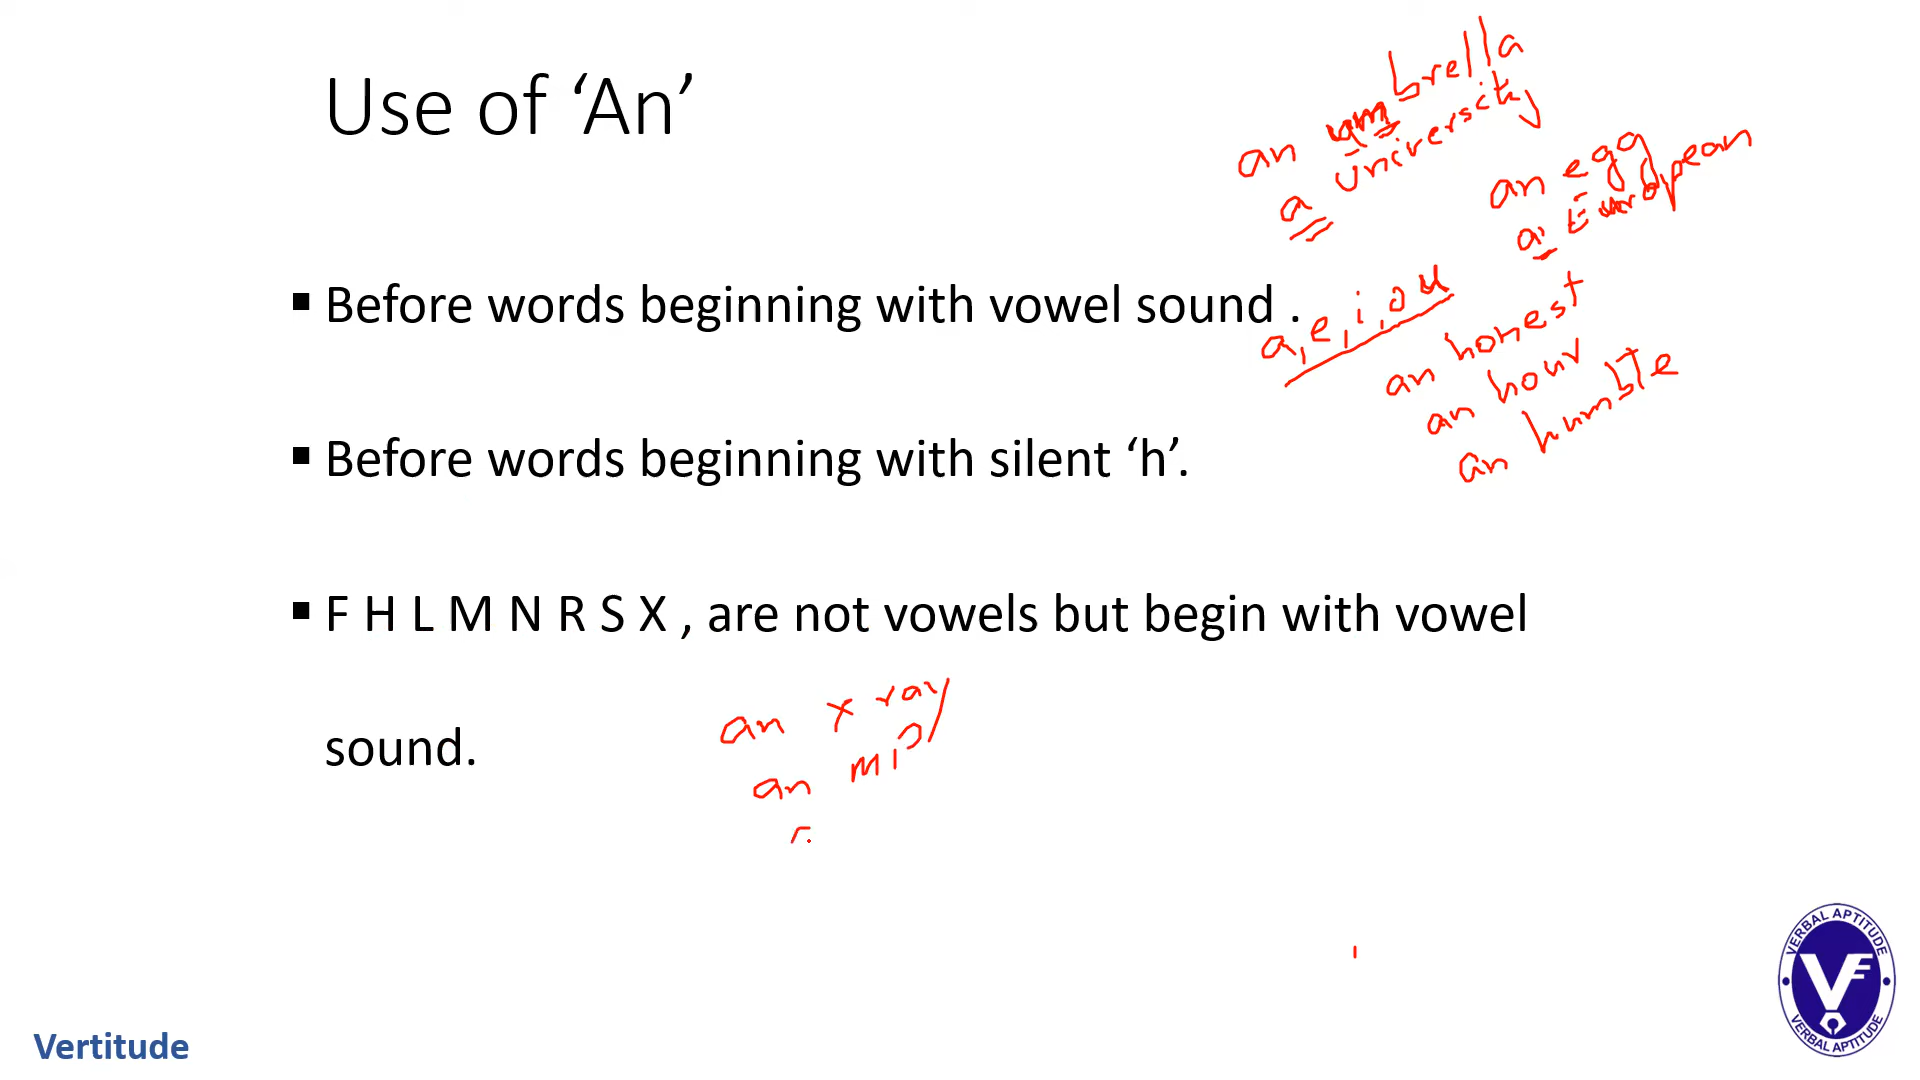 Use of ‘An’
an umbrella
a university
an egg
a European
▪ Before words beginning with vowel sound .
a, e, i, o u
an honest
an hour
an humble
▪ Before words beginning with silent ‘h’.
▪ F H L M N R S X , are not vowels but begin with vowel
sound.
an x ray
an
VERBAL APTITUDE
V
VERBAL APTITUDE
Vertitude